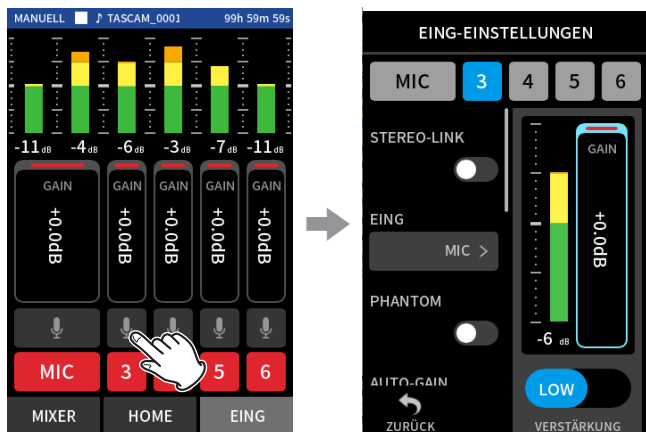 MANUELL ♪ TASCAM_0001 99h 59m 59s
-11 dB -4 dB -6 dB -3 dB -7 dB -11 dB
GAIN GAIN GAIN GAIN GAIN
+0.0dB +0.0dB +0.0dB +0.0dB +0.0dB
MIC 3 5 6
MIXER HOME EING
EING-EINSTELLUNGEN
MIC 3 4 5 6
STEREO-LINK
EING
MIC >
PHANTOM
AUTO-GAIN
ZURÜCK
GAIN
+0.0dB
-6 dB
LOW
VERSTÄRKUNG